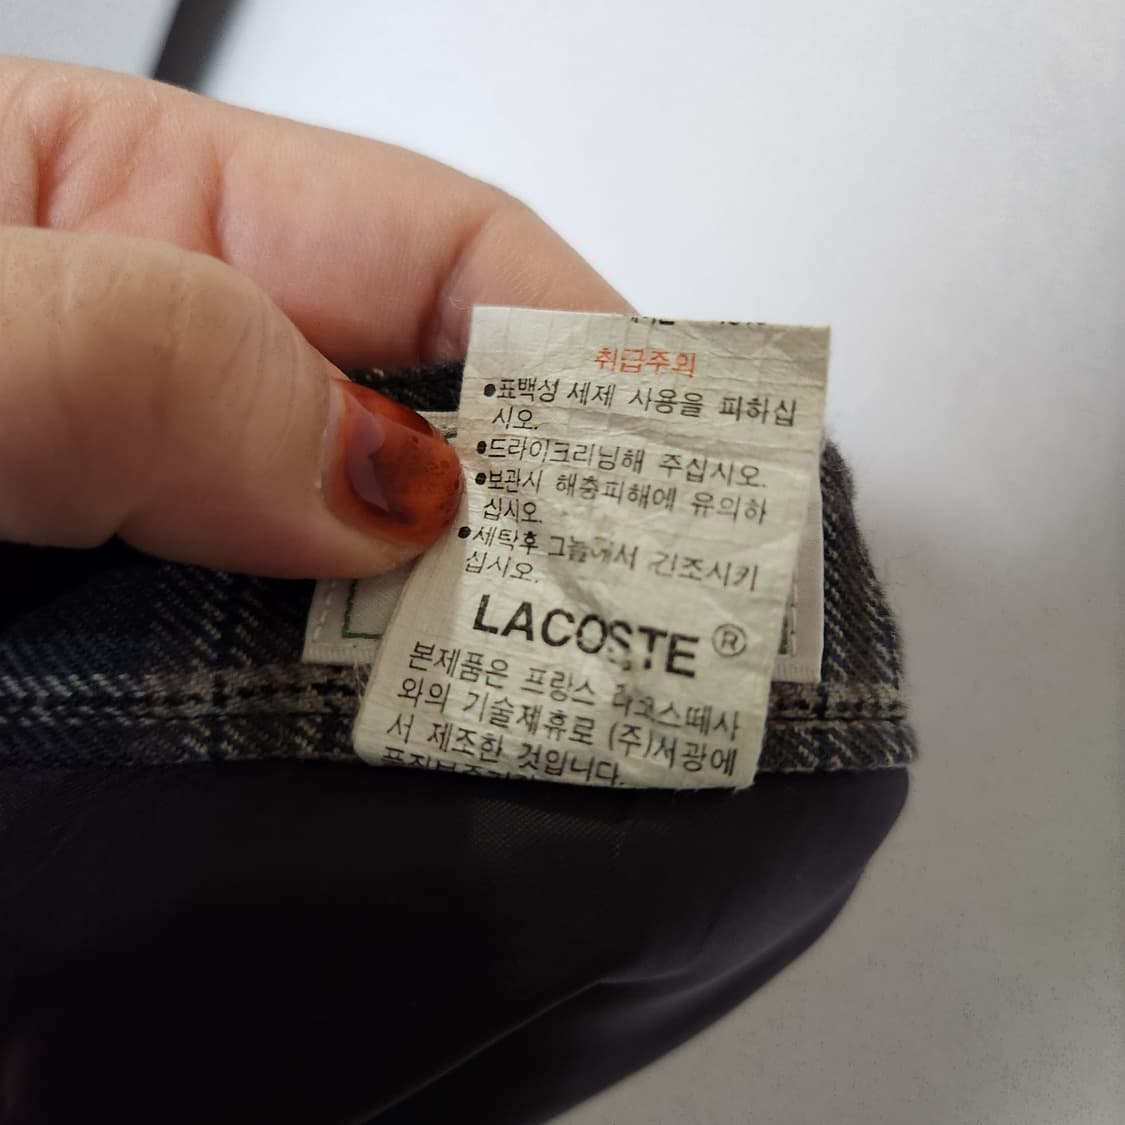 취급주의
●표백성 세제 사용을 피하십
시오.
●드라이크리닝해 주십시오.
●보관시 해충피해에 유의하
십시오.
●세탁후 그늘에서 건조시키
십시오.
LACOSTE ®
본제품은 프랑스 라코스떼사
와의 기술제휴로 (주)서광에
서 제조한 것입니다.